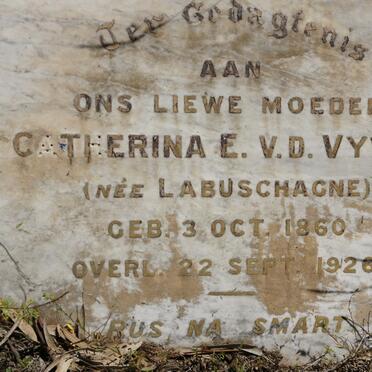 Ter Gedagtenis
AAN
ONS LIEWE MOEDER
CATHERINA E. V.D. VYV
(NÉE LABUSCHAGNE)
GEB. 3 OCT. 1860
OVERL. 22 SEPT. 1926
RUS NA SMART